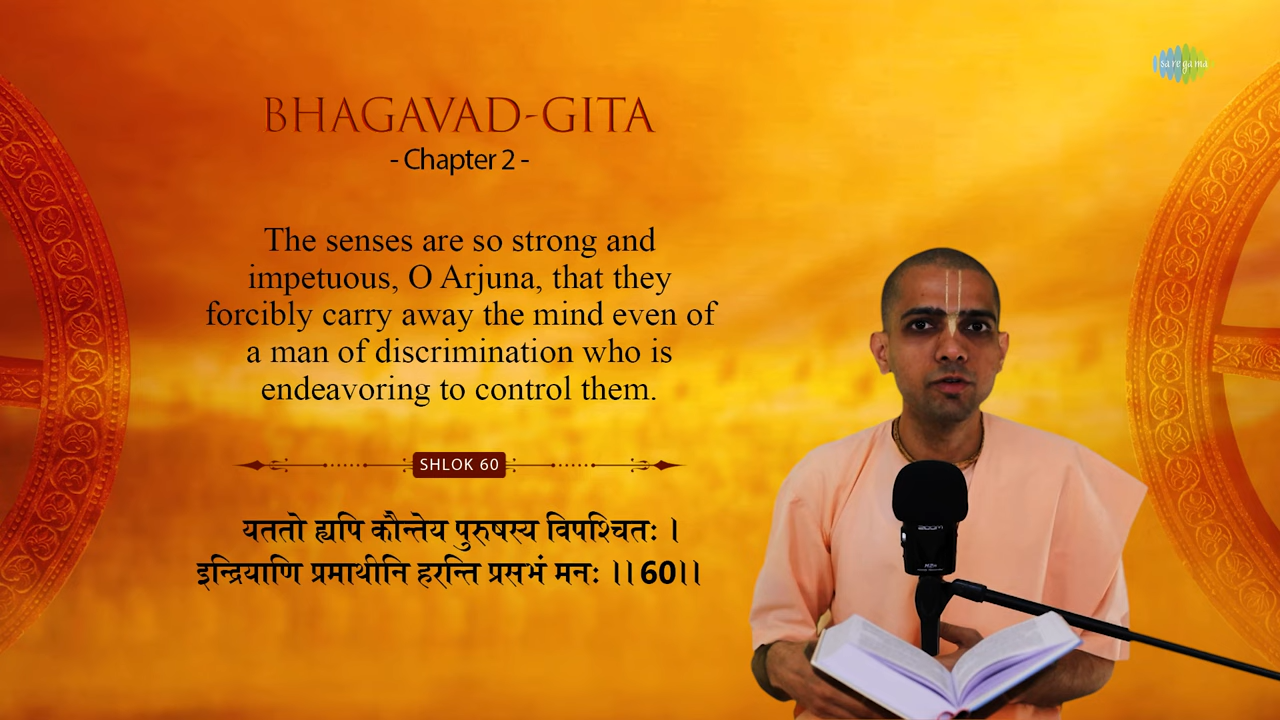 saregama
BHAGAVAD-GITA
- Chapter 2 -
The senses are so strong and
impetuous, O Arjuna, that they
forcibly carry away the mind even of
a man of discrimination who is
endeavoring to control them.
SHLOK 60
यततो ह्यपि कौन्तेय पुरुषस्य विपश्चितः ।
इन्द्रियाणि प्रमाथीनि हरन्ति प्रसभं मनः ।। 60।।
zoom